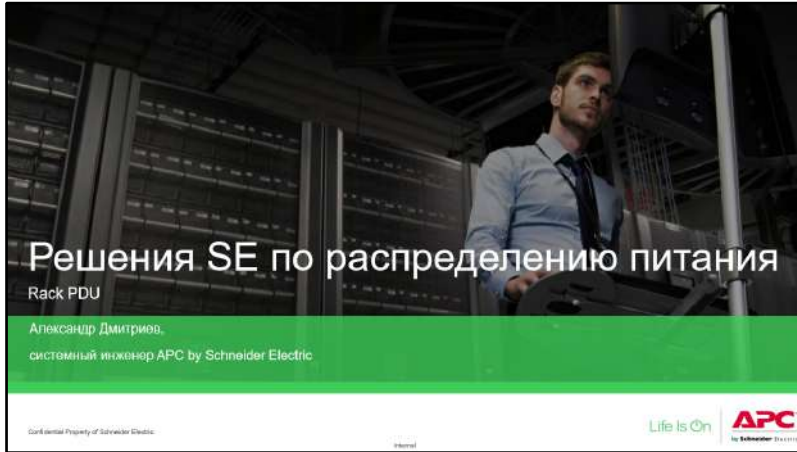 Решения SE по распределению питания
Rack PDU
Александр Дмитриев,
системный инженер APC by Schneider Electric
Confidential Property of Schneider Electric
Internal
Life Is On
APC
by Schneider Electric